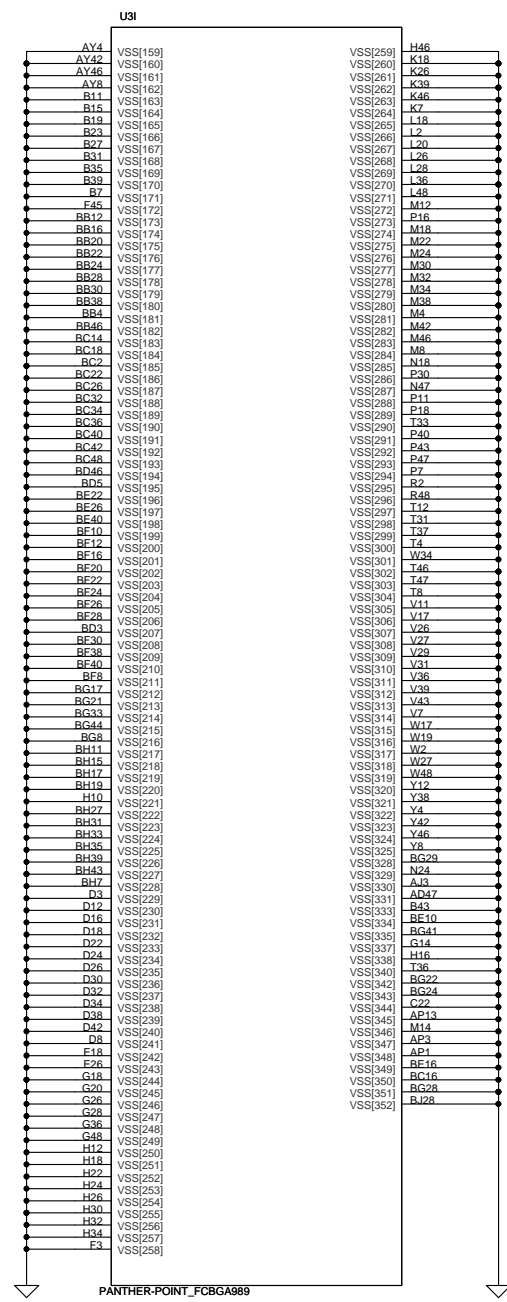 U3I
AY4 VSS[159] VSS[259] H46
AY42 VSS[160] VSS[260] K18
AY46 VSS[161] VSS[261] K26
AY8 VSS[162] VSS[262] K39
B11 VSS[163] VSS[263] K46
B15 VSS[164] VSS[264] K7
B19 VSS[165] VSS[265] L18
B23 VSS[166] VSS[266] L2
B27 VSS[167] VSS[267] L20
B31 VSS[168] VSS[268] L26
B35 VSS[169] VSS[269] L28
B39 VSS[170] VSS[270] L36
B7 VSS[171] VSS[271] L48
F45 VSS[172] VSS[272] M12
BB12 VSS[173] VSS[273] P16
BB16 VSS[174] VSS[274] M18
BB20 VSS[175] VSS[275] M22
BB22 VSS[176] VSS[276] M24
BB24 VSS[177] VSS[277] M30
BB28 VSS[178] VSS[278] M32
BB30 VSS[179] VSS[279] M34
BB38 VSS[180] VSS[280] M38
BB4 VSS[181] VSS[281] M4
BB46 VSS[182] VSS[282] M42
BC14 VSS[183] VSS[283] M46
BC18 VSS[184] VSS[284] M8
BC2 VSS[185] VSS[285] N18
BC22 VSS[186] VSS[286] P30
BC26 VSS[187] VSS[287] N47
BC32 VSS[188] VSS[288] P11
BC34 VSS[189] VSS[289] P18
BC36 VSS[190] VSS[290] T33
BC40 VSS[191] VSS[291] P40
BC42 VSS[192] VSS[292] P43
BC48 VSS[193] VSS[293] P47
BD46 VSS[194] VSS[294] P7
BD5 VSS[195] VSS[295] R2
BE22 VSS[196] VSS[296] R48
BE26 VSS[197] VSS[297] T12
BE40 VSS[198] VSS[298] T31
BF10 VSS[199] VSS[299] T37
BF12 VSS[200] VSS[300] T4
BF16 VSS[201] VSS[301] W34
BF20 VSS[202] VSS[302] T46
BF22 VSS[203] VSS[303] T47
BF24 VSS[204] VSS[304] T8
BF26 VSS[205] VSS[305] V11
BF28 VSS[206] VSS[306] V17
BD3 VSS[207] VSS[307] V26
BF30 VSS[208] VSS[308] V27
BF38 VSS[209] VSS[309] V29
BF40 VSS[210] VSS[310] V31
BF8 VSS[211] VSS[311] V36
BG17 VSS[212] VSS[312] V39
BG21 VSS[213] VSS[313] V43
BG33 VSS[214] VSS[314] V7
BG44 VSS[215] VSS[315] W17
BG8 VSS[216] VSS[316] W19
BH11 VSS[217] VSS[317] W2
BH15 VSS[218] VSS[318] W27
BH17 VSS[219] VSS[319] W48
BH19 VSS[220] VSS[320] Y12
H10 VSS[221] VSS[321] Y38
BH27 VSS[222] VSS[322] Y4
BH31 VSS[223] VSS[323] Y42
BH33 VSS[224] VSS[324] Y46
BH35 VSS[225] VSS[325] Y8
BH39 VSS[226] VSS[328] BG29
BH43 VSS[227] VSS[329] N24
BH7 VSS[228] VSS[330] AJ3
D3 VSS[229] VSS[331] AD47
D12 VSS[230] VSS[333] B43
D16 VSS[231] VSS[334] BE10
D18 VSS[232] VSS[335] BG41
D22 VSS[233] VSS[337] G14
D24 VSS[234] VSS[338] H16
D26 VSS[235] VSS[340] T36
D30 VSS[236] VSS[342] BG22
D32 VSS[237] VSS[343] BG24
D34 VSS[238] VSS[344] C22
D38 VSS[239] VSS[345] AP13
D42 VSS[240] VSS[346] M14
D8 VSS[241] VSS[347] AP3
E18 VSS[242] VSS[348] AP1
E26 VSS[243] VSS[349] BE16
G18 VSS[244] VSS[350] BC16
G20 VSS[245] VSS[351] BG28
G26 VSS[246] VSS[352] BJ28
G28 VSS[247]
G36 VSS[248]
G48 VSS[249]
H12 VSS[250]
H18 VSS[251]
H22 VSS[252]
H24 VSS[253]
H26 VSS[254]
H30 VSS[255]
H32 VSS[256]
H34 VSS[257]
F3 VSS[258]
PANTHER-POINT_FCBGA989